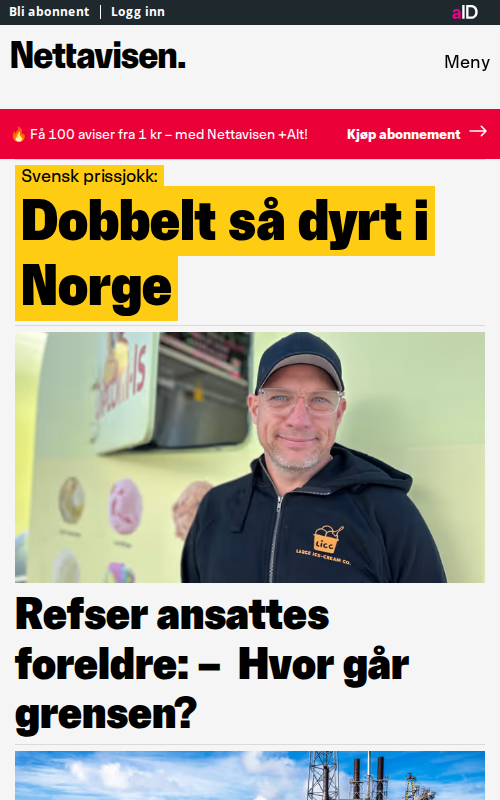 Bli abonnent
Logg inn
aID
Nettavisen.
Meny
🔥 Få 100 aviser fra 1 kr – med Nettavisen +Alt!
Kjøp abonnement →
Svensk prissjokk:
Dobbelt så dyrt i
Norge
LICC
LARGE ICE-CREAM CO.
Refser ansattes
foreldre: – Hvor går
grensen?